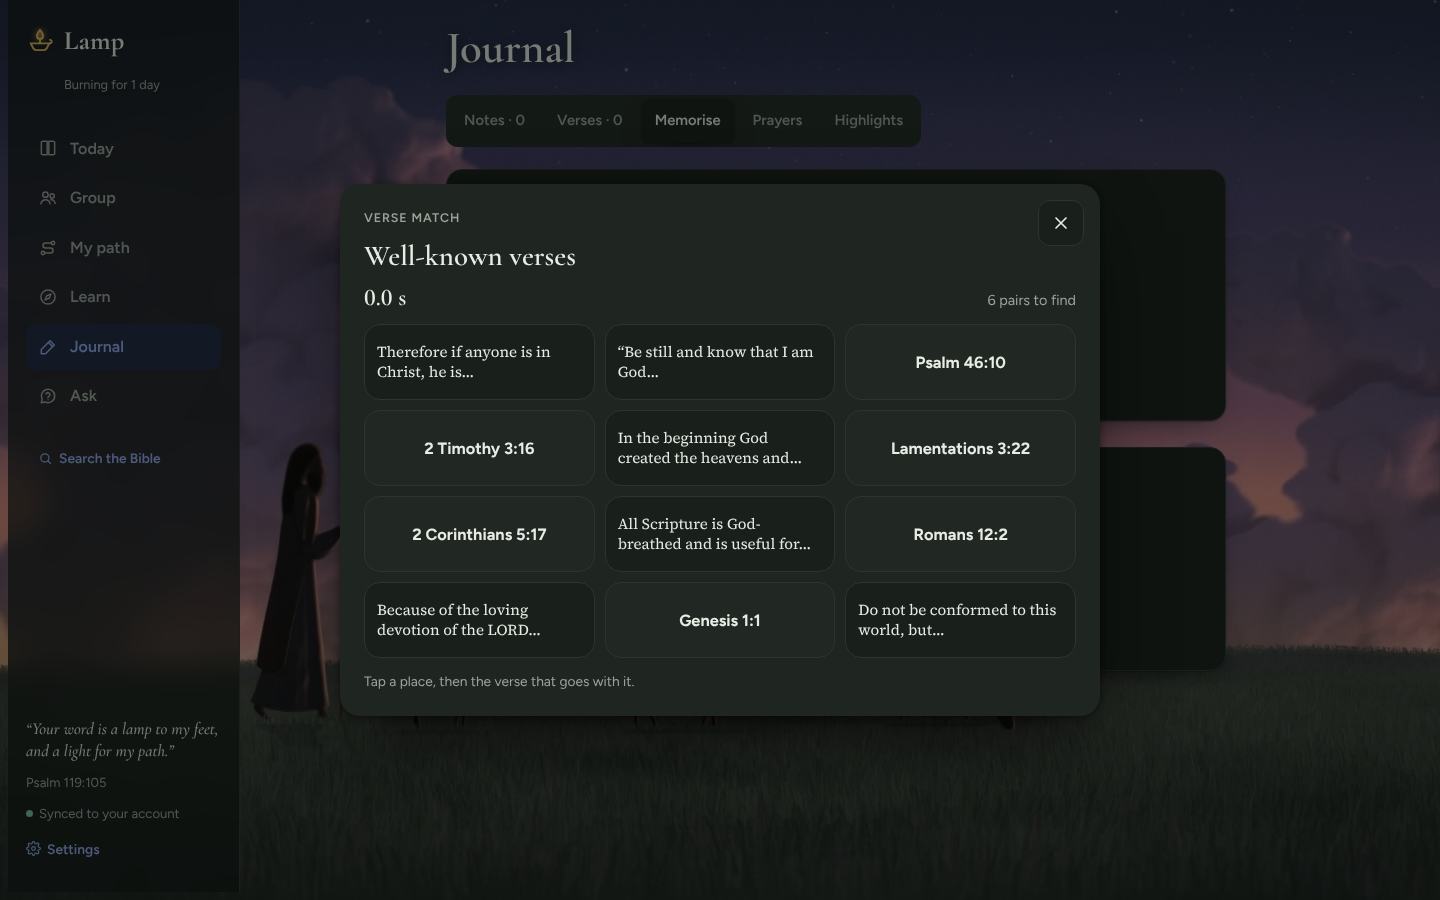 Lamp
Burning for 1 day
Today
Group
My path
Learn
Journal
Ask
Search the Bible
“Your word is a lamp to my feet,
and a light for my path.”
Psalm 119:105
Synced to your account
Settings
Journal
Notes · 0
Verses · 0
Memorise
Prayers
Highlights
VERSE MATCH
Well-known verses
0.0 s
6 pairs to find
Therefore if anyone is in
Christ, he is...
“Be still and know that I am
God...
Psalm 46:10
2 Timothy 3:16
In the beginning God
created the heavens and...
Lamentations 3:22
2 Corinthians 5:17
All Scripture is God-
breathed and is useful for...
Romans 12:2
Because of the loving
devotion of the LORD...
Genesis 1:1
Do not be conformed to this
world, but...
Tap a place, then the verse that goes with it.